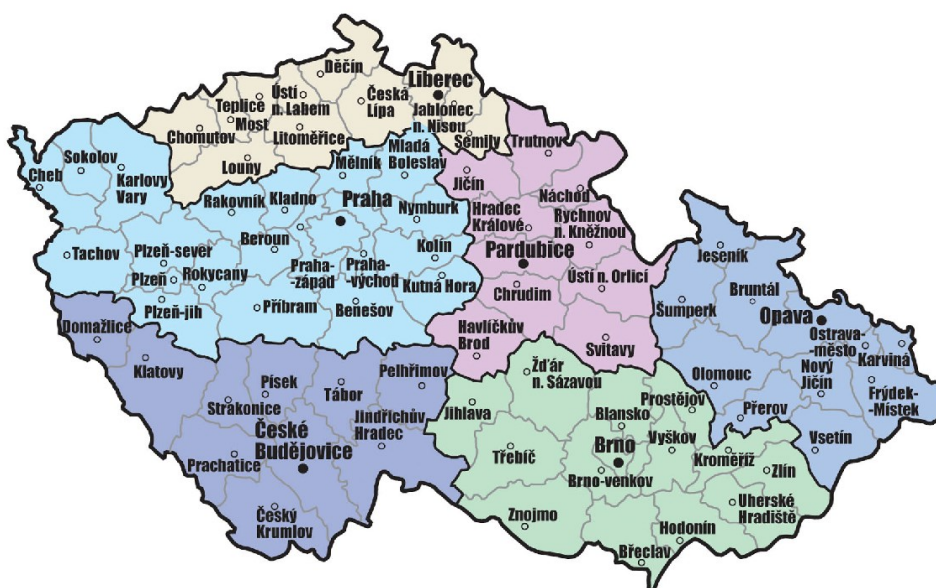 Děčín
Liberec
Ústí
n. Labem
Teplice
Most
Česká
Lípa
Jablonec
n. Nisou
Chomutov
Litoměřice
Semily
Trutnov
Louny
Mělník
Mladá
Boleslav
Sokolov
Cheb
Karlovy
Vary
Jičín
Náchod
Rakovník
Kladno
Praha
Nymburk
Hradec
Králové
Rychnov
n. Kněžnou
Tachov
Plzeň-sever
Beroun
Kolín
Pardubice
Jeseník
Plzeň
Rokycany
Praha-
západ
Praha-
východ
Kutná Hora
Ústí n. Orlicí
Chrudim
Bruntál
Šumperk
Opava
Plzeň-jih
Příbram
Benešov
Domažlice
Havlíčkův
Brod
Svitavy
Ostrava-
město
Karviná
Klatovy
Pelhřimov
Žďár
n. Sázavou
Olomouc
Nový
Jičín
Frýdek-
Místek
Písek
Tábor
Strakonice
Jihlava
Prostějov
Přerov
České
Budějovice
Jindřichův
Hradec
Blansko
Vyškov
Vsetín
Prachatice
Třebíč
Brno
Kroměříž
Zlín
Brno-venkov
Český
Krumlov
Znojmo
Uherské
Hradiště
Hodonín
Břeclav